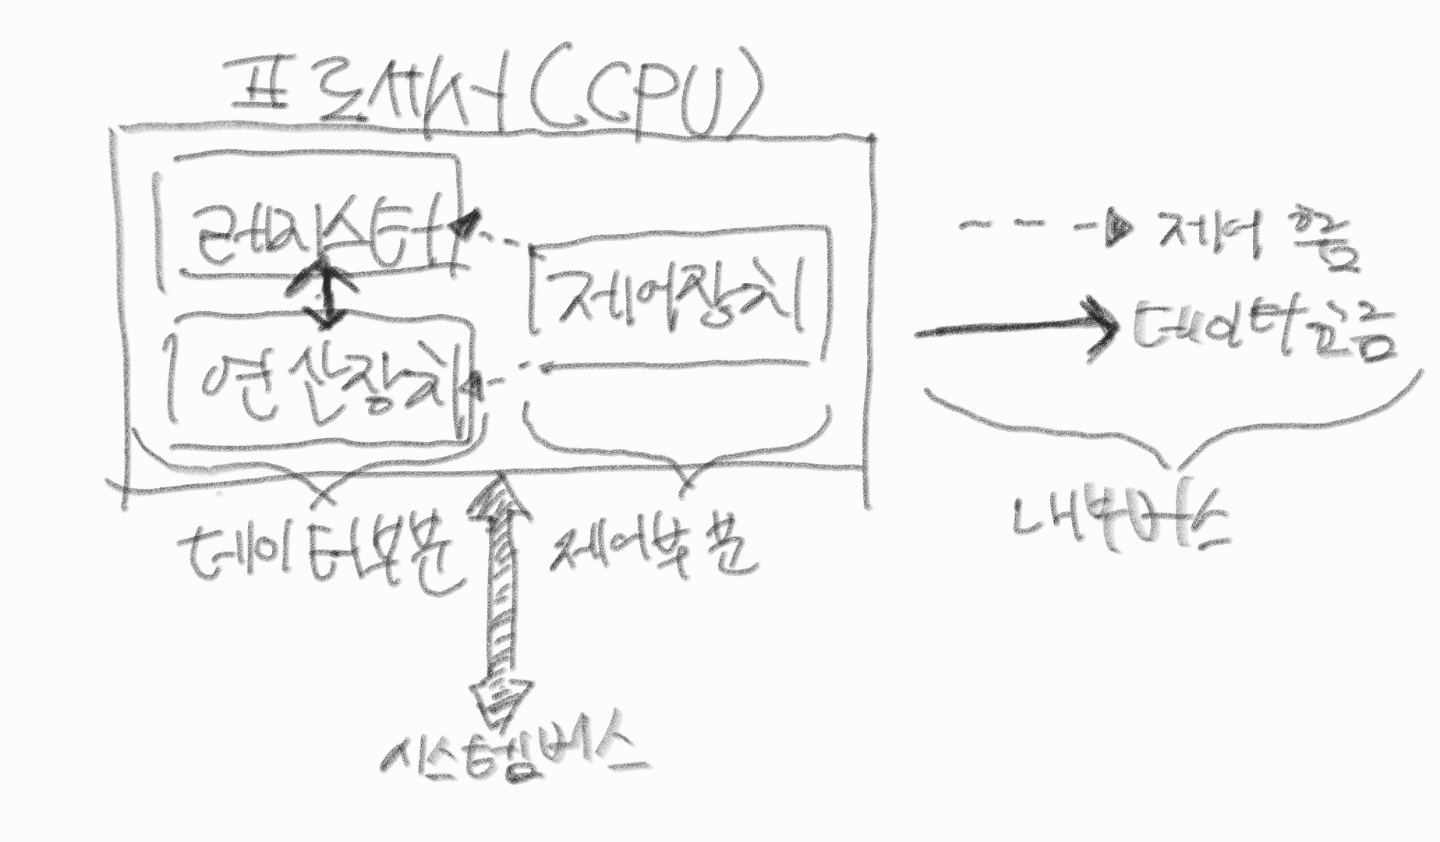 프로세서(CPU)
레지스터
제어장치
연산장치
데이터부분
제어부분
시스템버스
제어 흐름
데이터흐름
내부버스